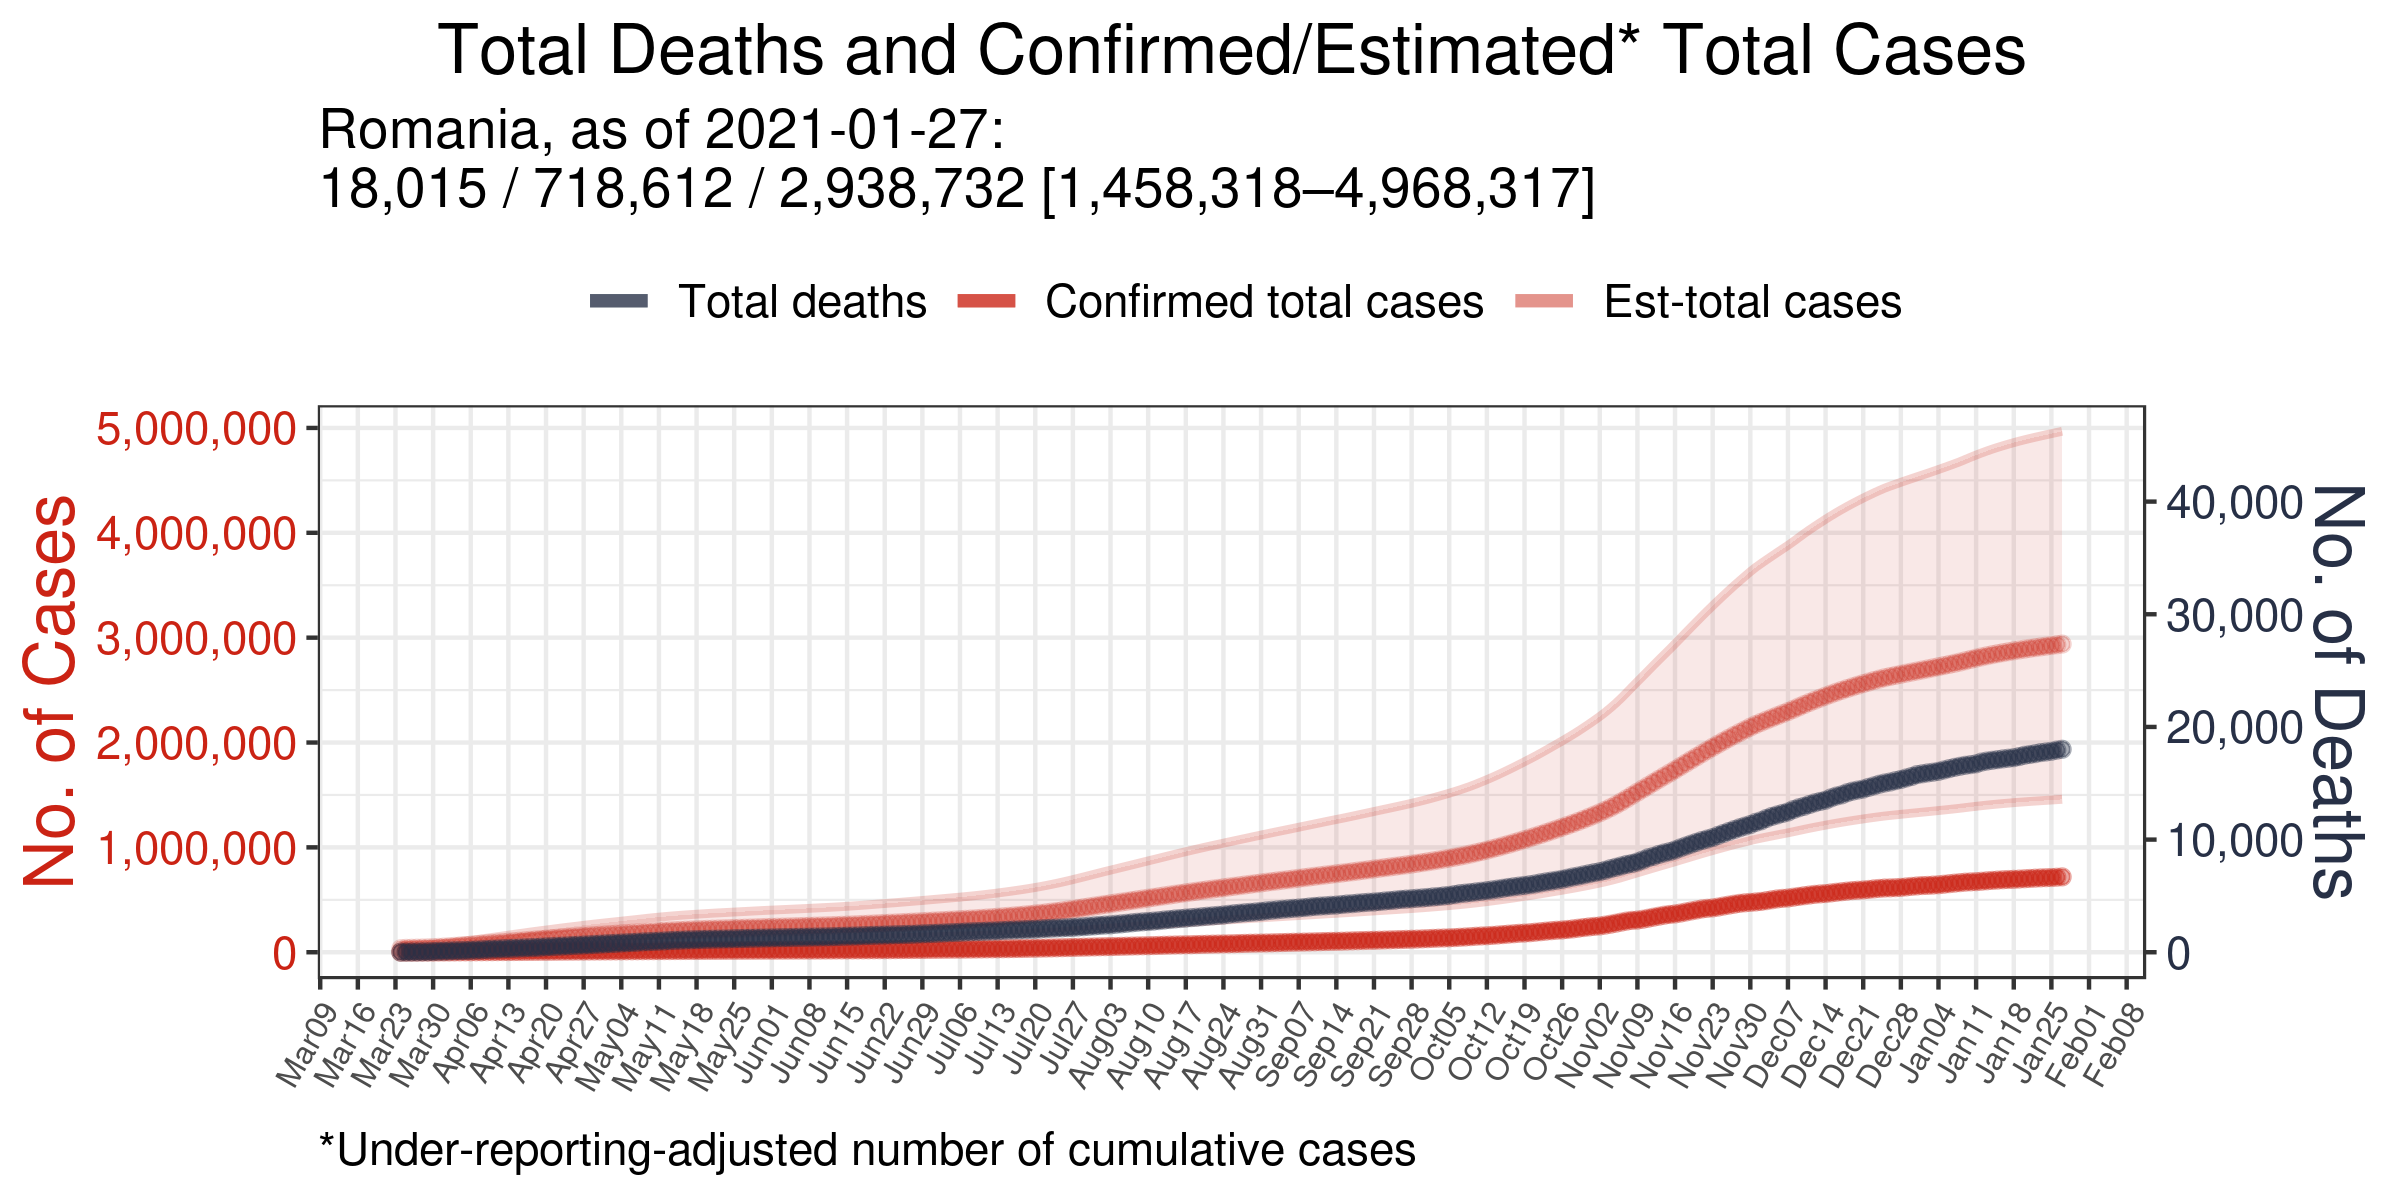 Total Deaths and Confirmed/Estimated* Total Cases
Romania, as of 2021-01-27:
18,015 / 718,612 / 2,938,732 [1,458,318–4,968,317]
Total deaths
Confirmed total cases
Est-total cases
No. of Cases
5,000,000
4,000,000
3,000,000
2,000,000
1,000,000
0
40,000
30,000
20,000
10,000
0
No. of Deaths
Mar09
Mar16
Mar23
Mar30
Apr06
Apr13
Apr20
Apr27
May04
May11
May18
May25
Jun01
Jun08
Jun15
Jun22
Jun29
Jul06
Jul13
Jul20
Jul27
Aug03
Aug10
Aug17
Aug24
Aug31
Sep07
Sep14
Sep21
Sep28
Oct05
Oct12
Oct19
Oct26
Nov02
Nov09
Nov16
Nov23
Nov30
Dec07
Dec14
Dec21
Dec28
Jan04
Jan11
Jan18
Jan25
Feb01
Feb08
*Under-reporting-adjusted number of cumulative cases